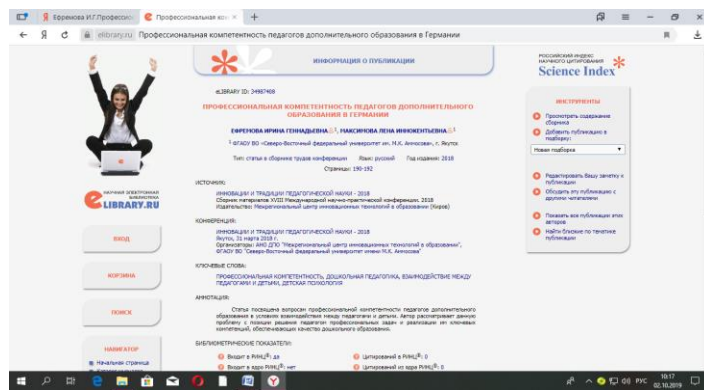 Ефремова И.Г.Професси
Профессиональная ком
elibrary.ru Профессиональная компетентность педагогов дополнительного образования в Германии
НАУЧНАЯ ЭЛЕКТРОННАЯ
БИБЛИОТЕКА
LIBRARY.RU
ВХОД
КОРЗИНА
ПОИСК
НАВИГАТОР
Начальная страница
ИНФОРМАЦИЯ О ПУБЛИКАЦИИ
eLIBRARY ID: 34987408
ПРОФЕССИОНАЛЬНАЯ КОМПЕТЕНТНОСТЬ ПЕДАГОГОВ ДОПОЛНИТЕЛЬНОГО
ОБРАЗОВАНИЯ В ГЕРМАНИИ
ЕФРЕМОВА ИРИНА ГЕННАДЬЕВНА 1, МАКСИМОВА ЛЕНА ИННОКЕНТЬЕВНА 1
1 ФГАОУ ВО «Северо-Восточный федеральный университет им. М.К. Аммосова», г. Якутск
Тип: статья в сборнике трудов конференции Язык: русский Год издания: 2018
Страницы: 190-192
ИСТОЧНИК:
ИННОВАЦИИ И ТРАДИЦИИ ПЕДАГОГИЧЕСКОЙ НАУКИ - 2018
Сборник материалов XVIII Международной научно-практической конференции. 2018
Издательство: Межрегиональный центр инновационных технологий в образовании (Киров)
КОНФЕРЕНЦИЯ:
ИННОВАЦИИ И ТРАДИЦИИ ПЕДАГОГИЧЕСКОЙ НАУКИ - 2018
Якутск, 31 марта 2018 г.
Организаторы: АНО ДПО "Межрегиональный центр инновационных технологий в образовании",
ФГАОУ ВО "Северо-Восточный федеральный университет имени М.К. Аммосова"
КЛЮЧЕВЫЕ СЛОВА:
ПРОФЕССИОНАЛЬНАЯ КОМПЕТЕНТНОСТЬ, ДОШКОЛЬНАЯ ПЕДАГОГИКА, ВЗАИМОДЕЙСТВИЕ МЕЖДУ
ПЕДАГОГАМИ И ДЕТЬМИ, ДЕТСКАЯ ПСИХОЛОГИЯ
АННОТАЦИЯ:
Статья посвящена вопросам профессиональной компетентности педагогов дополнительного
образования в условиях взаимодействия между педагогами и детьми. Автор рассматривает данную
проблему с позиции решения педагогом профессиональных задач и реализации им ключевых
компетенций, обеспечивающих качество дошкольного образования.
БИБЛИОМЕТРИЧЕСКИЕ ПОКАЗАТЕЛИ:
Входит в РИНЦ®: да Цитирований в РИНЦ®: 0
Входит в ядро РИНЦ®: нет Цитирований из ядра РИНЦ®: 0
РОССИЙСКИЙ ИНДЕКС
НАУЧНОГО ЦИТИРОВАНИЯ
Science Index
ИНСТРУМЕНТЫ
Просмотреть содержание
сборника
Добавить публикацию в
подборку:
Новая подборка
Редактировать Вашу заметку к
публикации
Обсудить эту публикацию с
другими читателями
Показать все публикации этих
авторов
Найти близкие по тематике
публикации
РУС
10:17
02.10.2019